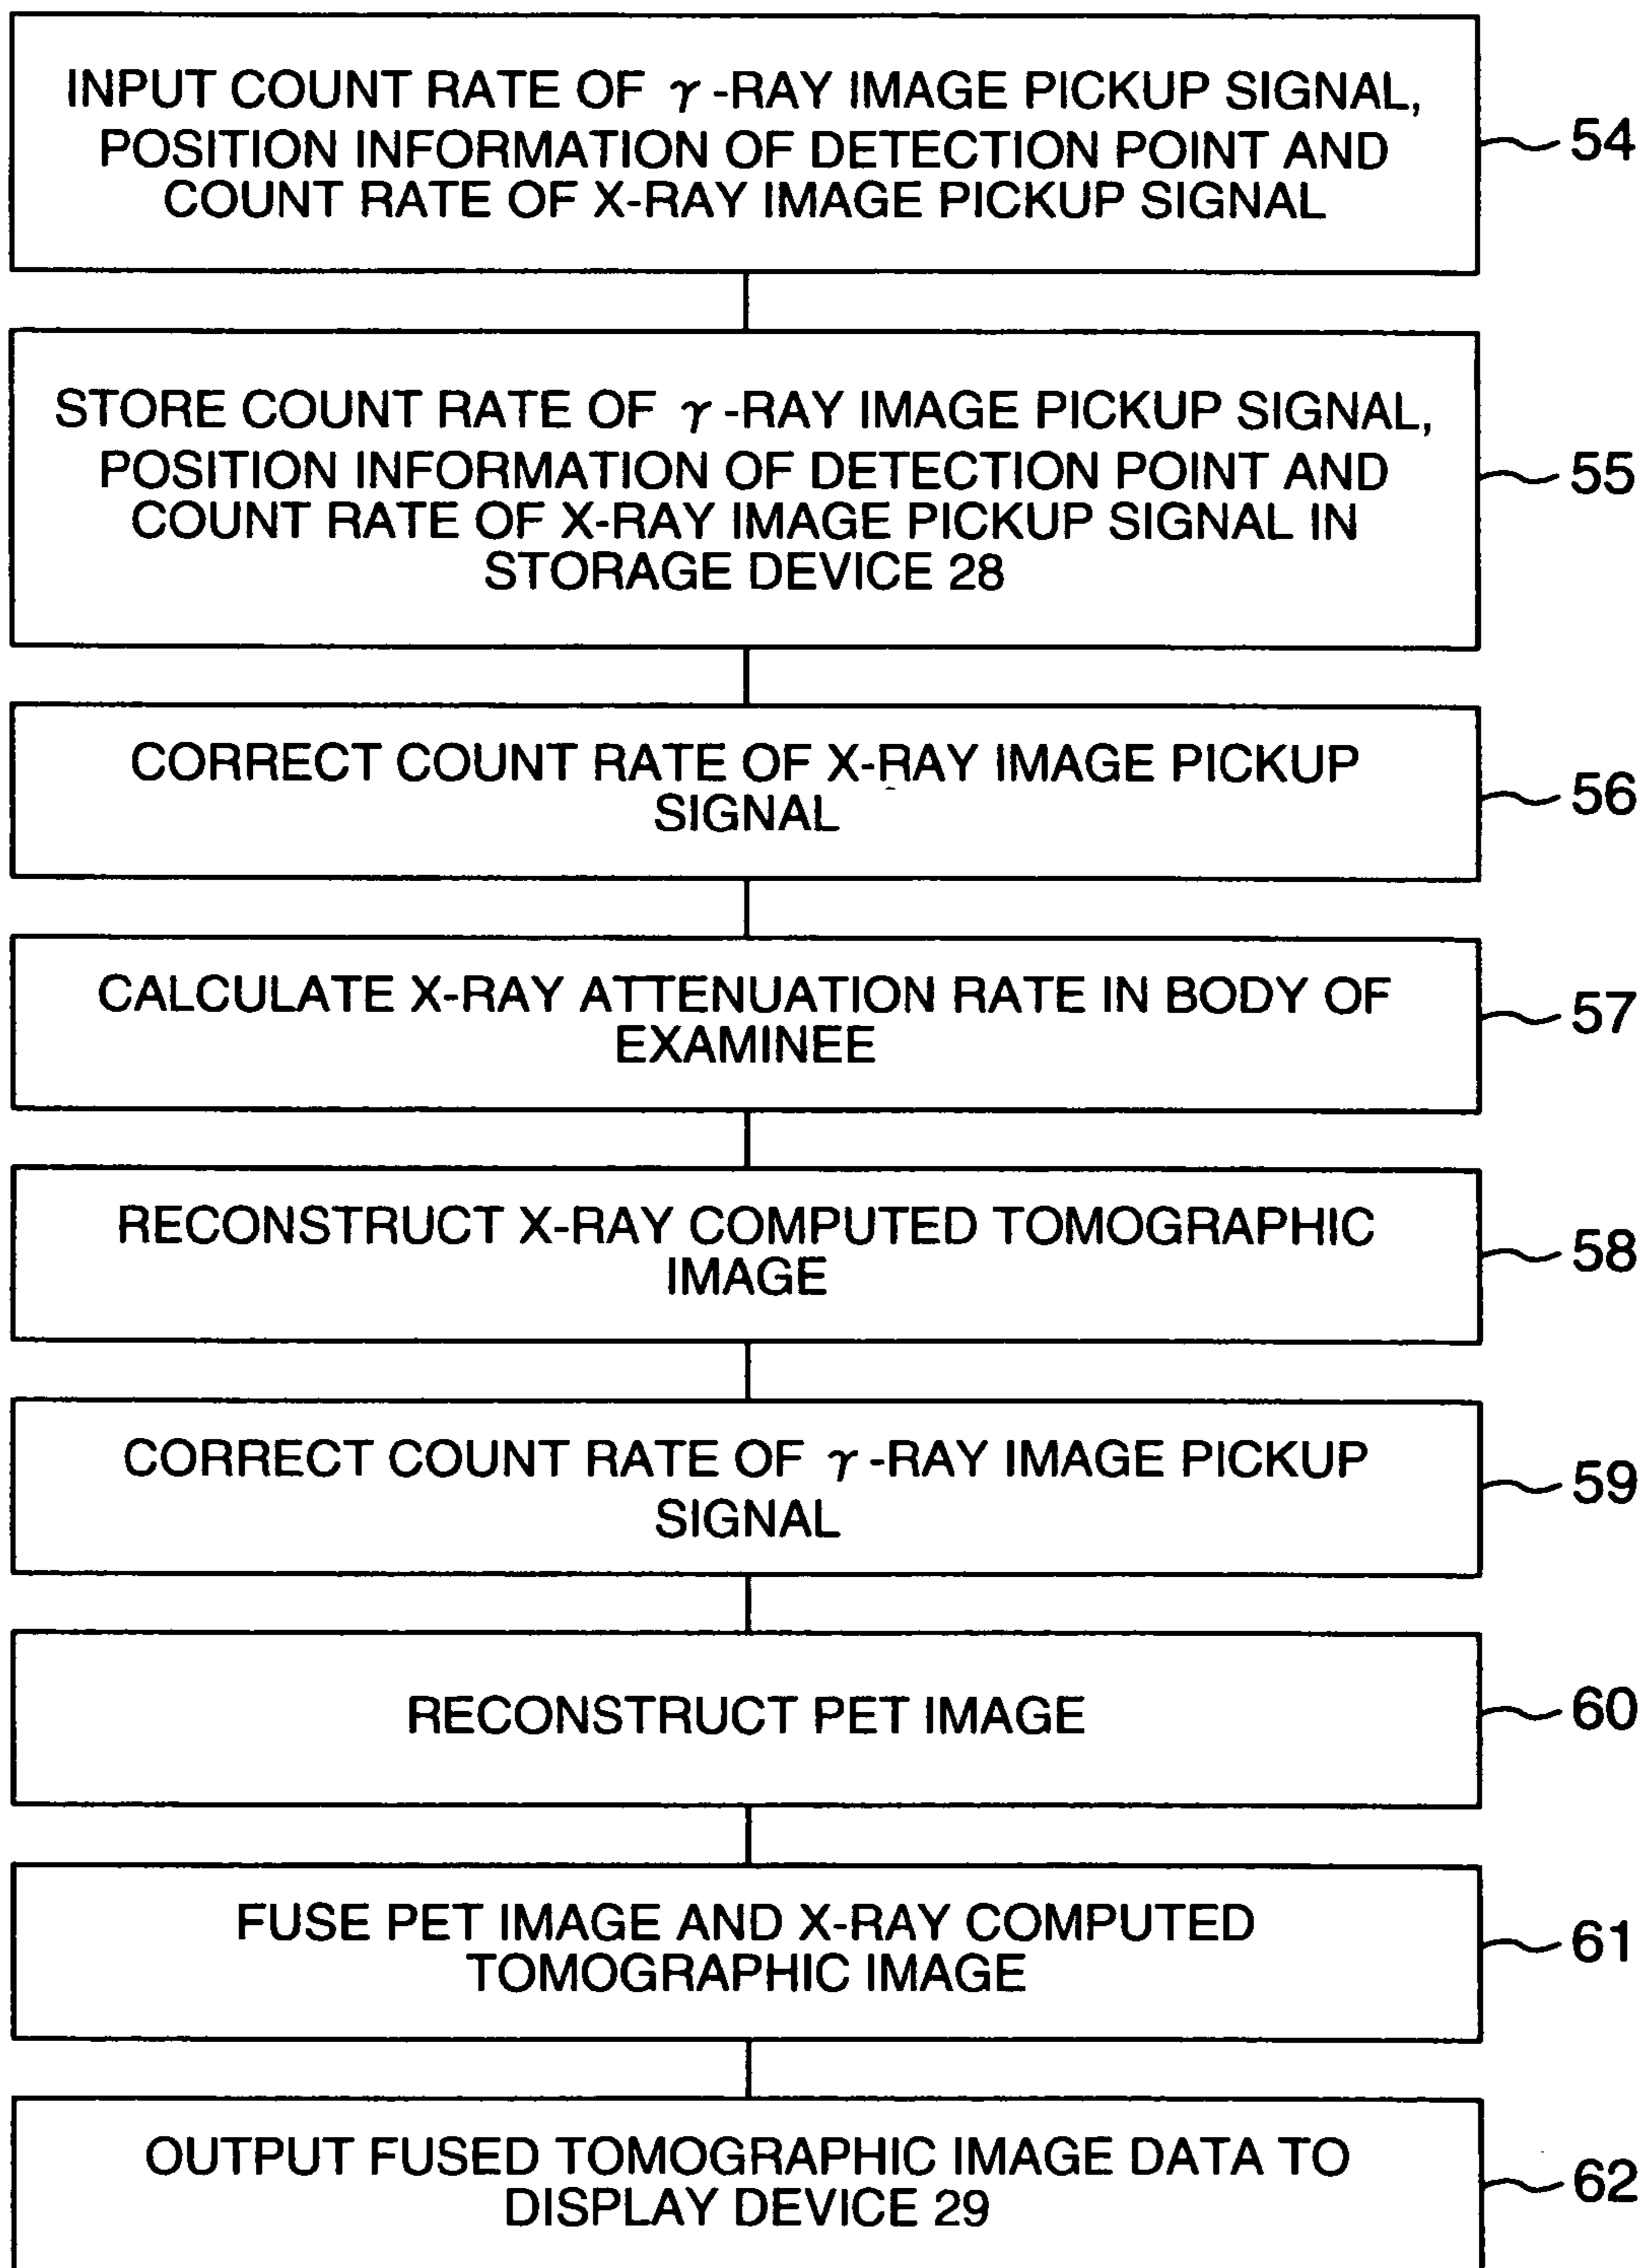 INPUT COUNT RATE OF γ-RAY IMAGE PICKUP SIGNAL,
POSITION INFORMATION OF DETECTION POINT AND
COUNT RATE OF X-RAY IMAGE PICKUP SIGNAL
54
STORE COUNT RATE OF γ-RAY IMAGE PICKUP SIGNAL,
POSITION INFORMATION OF DETECTION POINT AND
COUNT RATE OF X-RAY IMAGE PICKUP SIGNAL IN
STORAGE DEVICE 28
55
CORRECT COUNT RATE OF X-RAY IMAGE PICKUP
SIGNAL
56
CALCULATE X-RAY ATTENUATION RATE IN BODY OF
EXAMINEE
57
RECONSTRUCT X-RAY COMPUTED TOMOGRAPHIC
IMAGE
58
CORRECT COUNT RATE OF γ-RAY IMAGE PICKUP
SIGNAL
59
RECONSTRUCT PET IMAGE
60
FUSE PET IMAGE AND X-RAY COMPUTED
TOMOGRAPHIC IMAGE
61
OUTPUT FUSED TOMOGRAPHIC IMAGE DATA TO
DISPLAY DEVICE 29
62